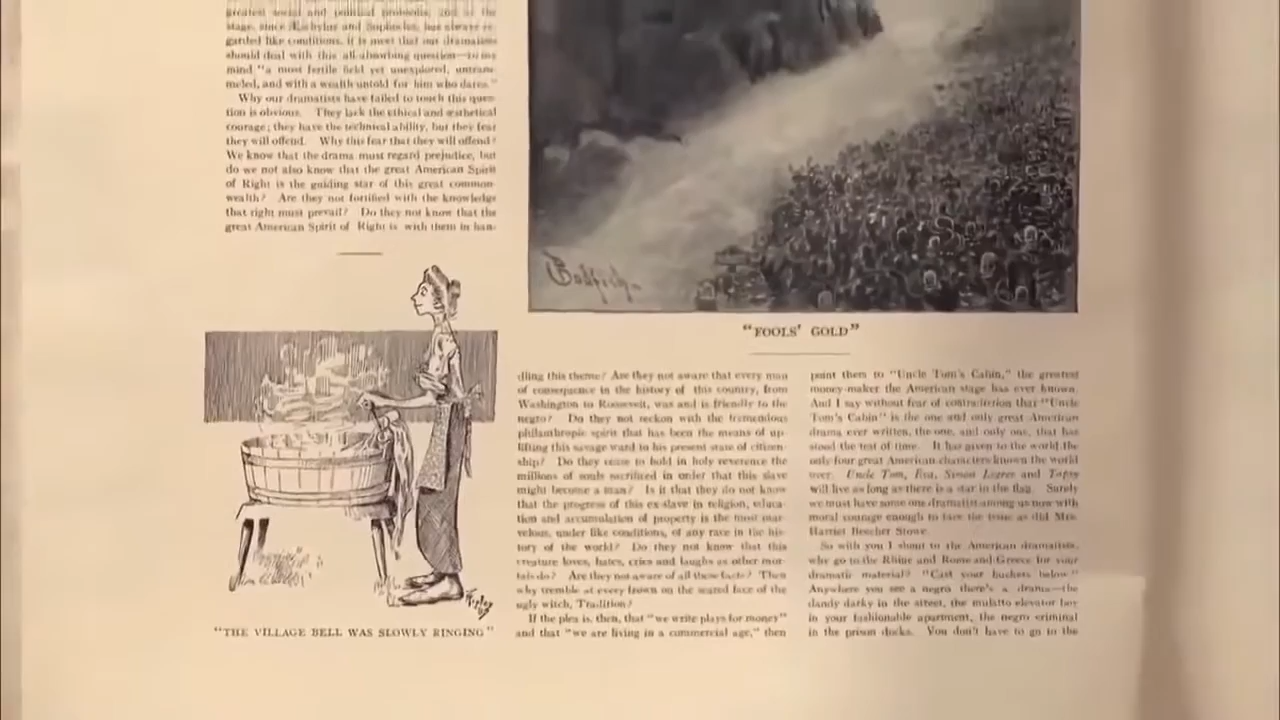 greatest social and political problems, and as the
stage, since Æschylus and Sophocles, has always re-
garded like conditions, it is meet that our dramatists
should deal with this all-absorbing question—to my
mind "a most fertile field yet unexplored, untram-
meled, and with a wealth untold for him who dares."
Why our dramatists have failed to touch this ques-
tion is obvious. They lack the ethical and æsthetical
courage; they have the technical ability, but they fear
they will offend. Why this fear that they will offend?
We know that the drama must regard prejudice, but
do we not also know that the great American Spirit
of Right is the guiding star of this great common-
wealth? Are they not fortified with the knowledge
that right must prevail? Do they not know that the
great American Spirit of Right is with them in han-
Ripley
"THE VILLAGE BELL WAS SLOWLY RINGING"
"FOOLS' GOLD"
dling this theme? Are they not aware that every man
of consequence in the history of this country, from
Washington to Roosevelt, was and is friendly to the
negro? Do they not reckon with the tremendous
philanthropic spirit that has been the means of up-
lifting this savage ward to his present state of citizen-
ship? Do they cease to hold in holy reverence the
millions of souls sacrificed in order that this slave
might become a man? Is it that they do not know
that the progress of this ex-slave in religion, educa-
tion and accumulation of property is the most mar-
velous, under like conditions, of any race in the his-
tory of the world? Do they not know that this
creature loves, hates, cries and laughs as other mor-
tals do? Are they not aware of all these facts? Then
why tremble at every frown on the seared face of the
ugly witch, Tradition?
If the plea is, then, that "we write plays for money"
and that "we are living in a commercial age," then
point them to "Uncle Tom's Cabin," the greatest
money-maker the American stage has ever known.
And I say without fear of contradiction that "Uncle
Tom's Cabin" is the one and only great American
drama ever written, the one, and only one, that has
stood the test of time. It has given to the world the
only four great American characters known the world
over. Uncle Tom, Eva, Simon Legree and Topsy
will live as long as there is a star in the flag. Surely
we must have some one dramatist among us now with
moral courage enough to face the issue as did Mrs.
Harriet Beecher Stowe.
So with you I shout to the American dramatists,
why go to the Rhine and Rome and Greece for your
dramatic material? "Cast your buckets below."
Anywhere you see a negro there's a drama—the
dandy darky in the street, the mulatto elevator boy
in your fashionable apartment, the negro criminal
in the prison docks. You don't have to go to the